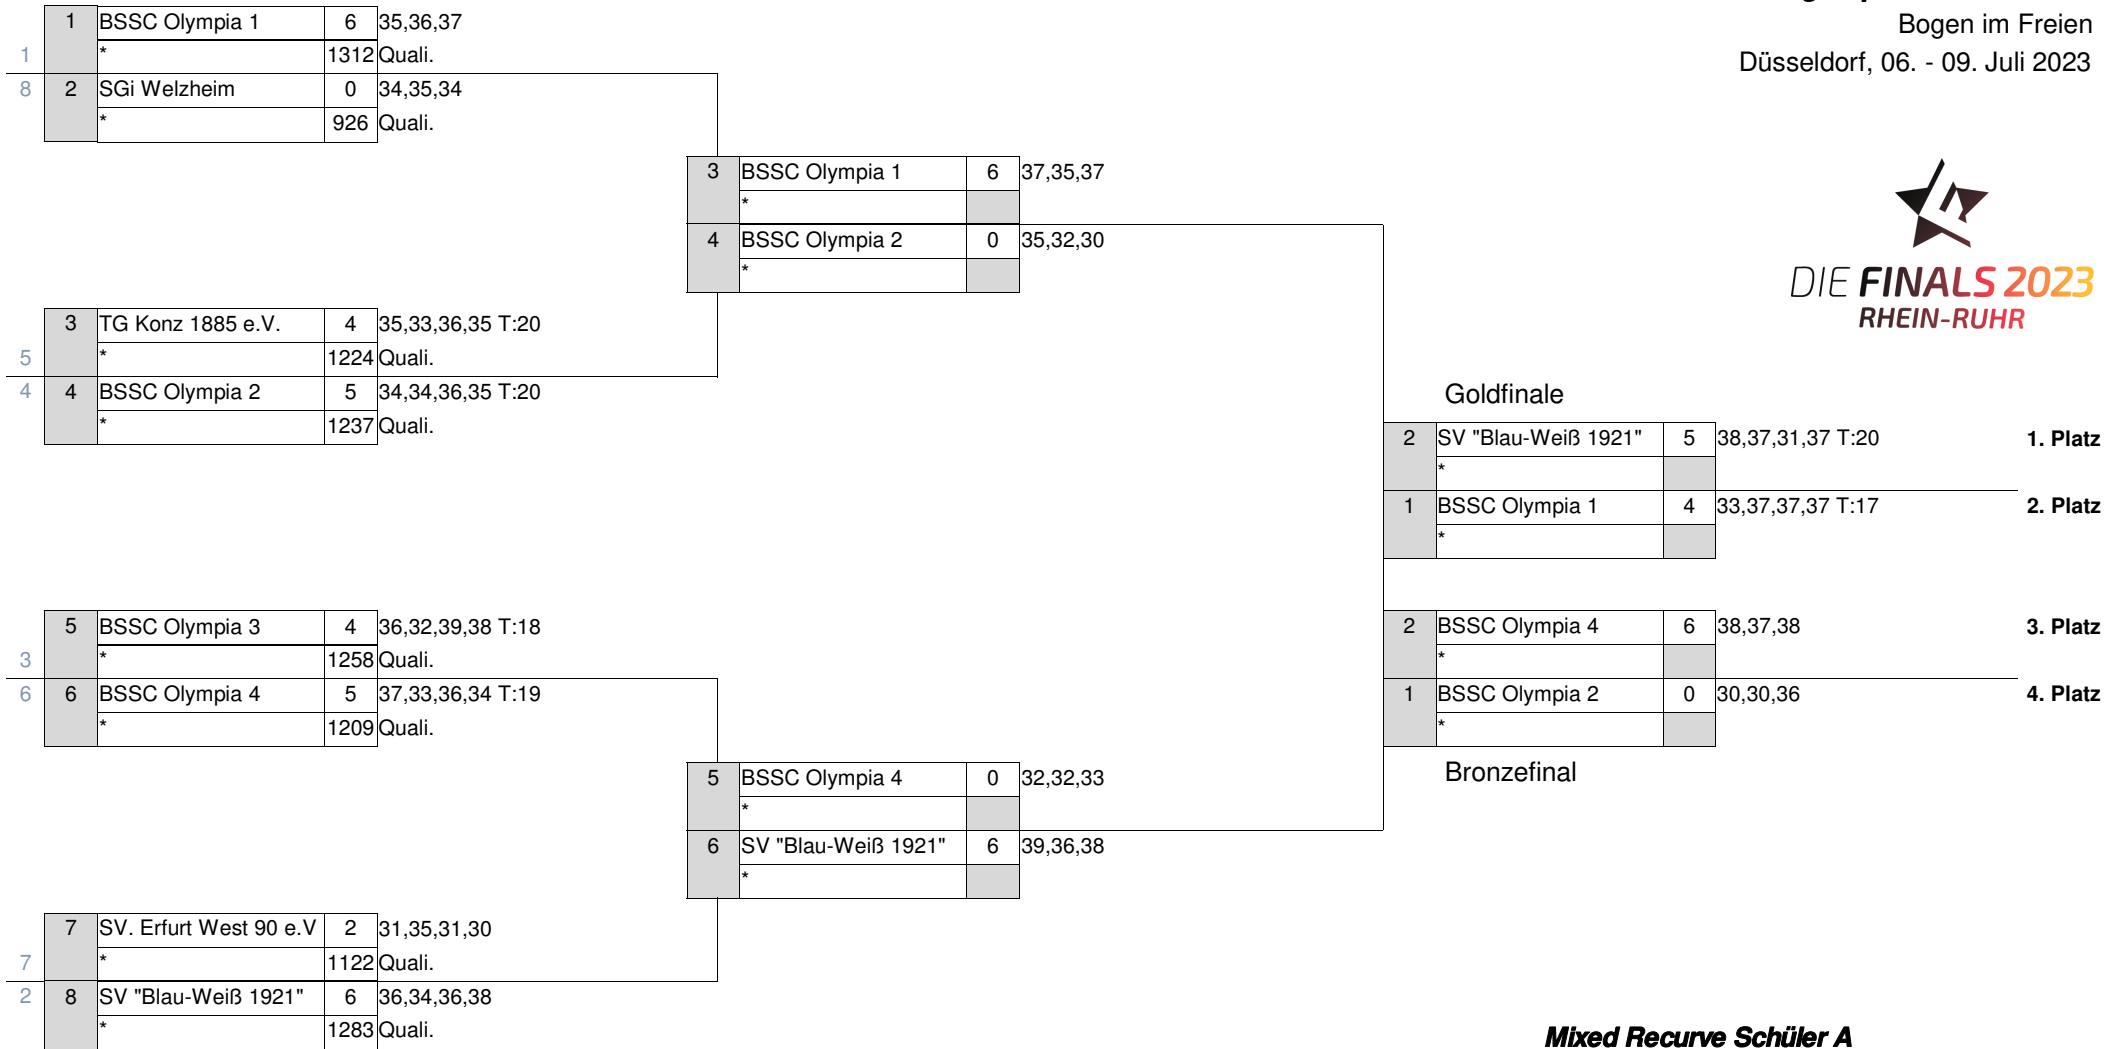 1 BSSC Olympia 1 6 35,36,37
1 * 1312 Quali.
8 2 SGi Welzheim 0 34,35,34
* 926 Quali.
Bogen im Freien
Düsseldorf, 06. - 09. Juli 2023
3 BSSC Olympia 1 6 37,35,37
*
4 BSSC Olympia 2 0 35,32,30
*
DIE FINALS 2023
RHEIN-RUHR
3 TG Konz 1885 e.V. 4 35,33,36,35 T:20
5 * 1224 Quali.
4 4 BSSC Olympia 2 5 34,34,36,35 T:20
* 1237 Quali.
Goldfinale
2 SV "Blau-Weiß 1921" 5 38,37,31,37 T:20 1. Platz
*
1 BSSC Olympia 1 4 33,37,37,37 T:17 2. Platz
*
5 BSSC Olympia 3 4 36,32,39,38 T:18
3 * 1258 Quali.
6 6 BSSC Olympia 4 5 37,33,36,34 T:19
* 1209 Quali.
2 BSSC Olympia 4 6 38,37,38 3. Platz
*
1 BSSC Olympia 2 0 30,30,36 4. Platz
*
Bronzefinal
5 BSSC Olympia 4 0 32,32,33
*
6 SV "Blau-Weiß 1921" 6 39,36,38
*
7 SV. Erfurt West 90 e.V 2 31,35,31,30
7 * 1122 Quali.
2 8 SV "Blau-Weiß 1921" 6 36,34,36,38
* 1283 Quali.
Mixed Recurve Schüler A